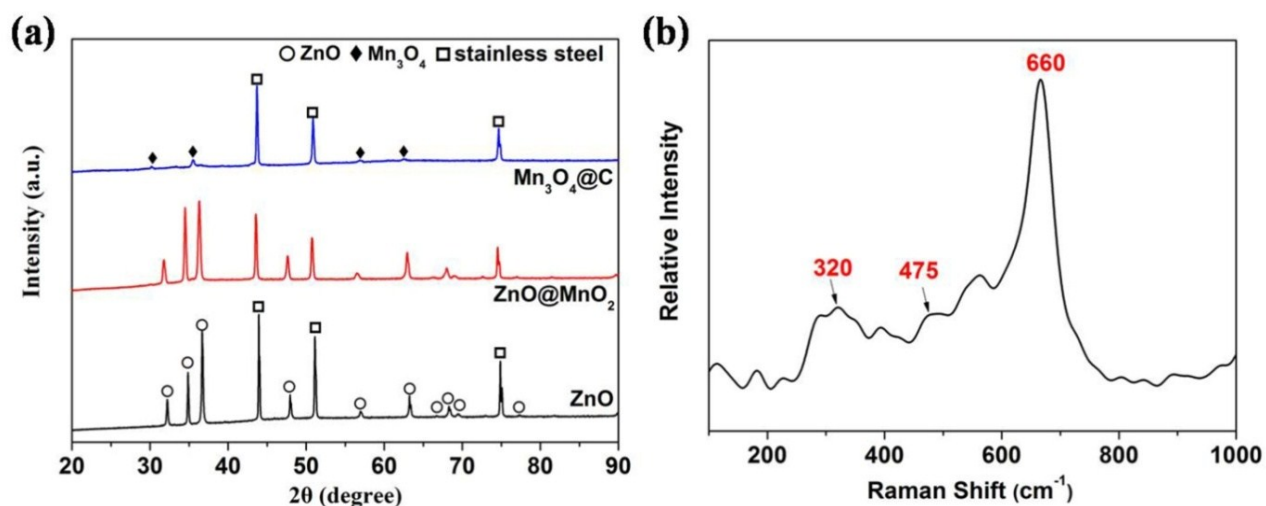 (a)
○ ZnO ♦ Mn₃O₄ □ stainless steel
Mn₃O₄@C
ZnO@MnO₂
ZnO
Intensity (a.u.)
20 30 40 50 60 70 80 90
2θ (degree)
(b)
660
320
475
Relative Intensity
200 400 600 800 1000
Raman Shift (cm⁻¹)